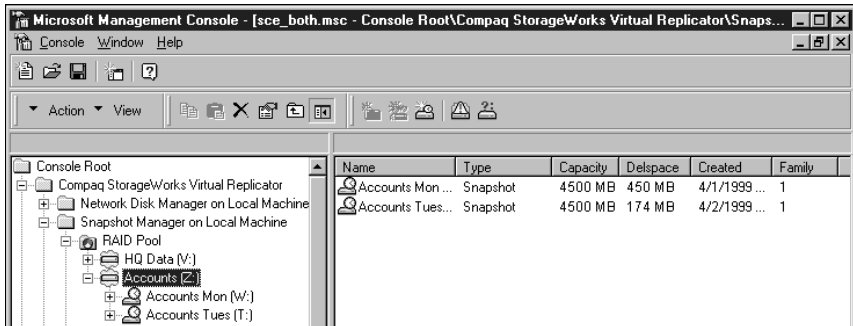 Microsoft Management Console - [sce_both.msc - Console Root\Compaq StorageWorks Virtual Replicator\Snaps...
Console Window Help
Action View
Console Root
Compaq StorageWorks Virtual Replicator
Network Disk Manager on Local Machine
Snapshot Manager on Local Machine
RAID Pool
HQ Data (V:)
Accounts (Z:)
Accounts Mon (W:)
Accounts Tues (T:)
Name Type Capacity Delspace Created Family
Accounts Mon ... Snapshot 4500 MB 450 MB 4/1/1999 ... 1
Accounts Tues... Snapshot 4500 MB 174 MB 4/2/1999 ... 1